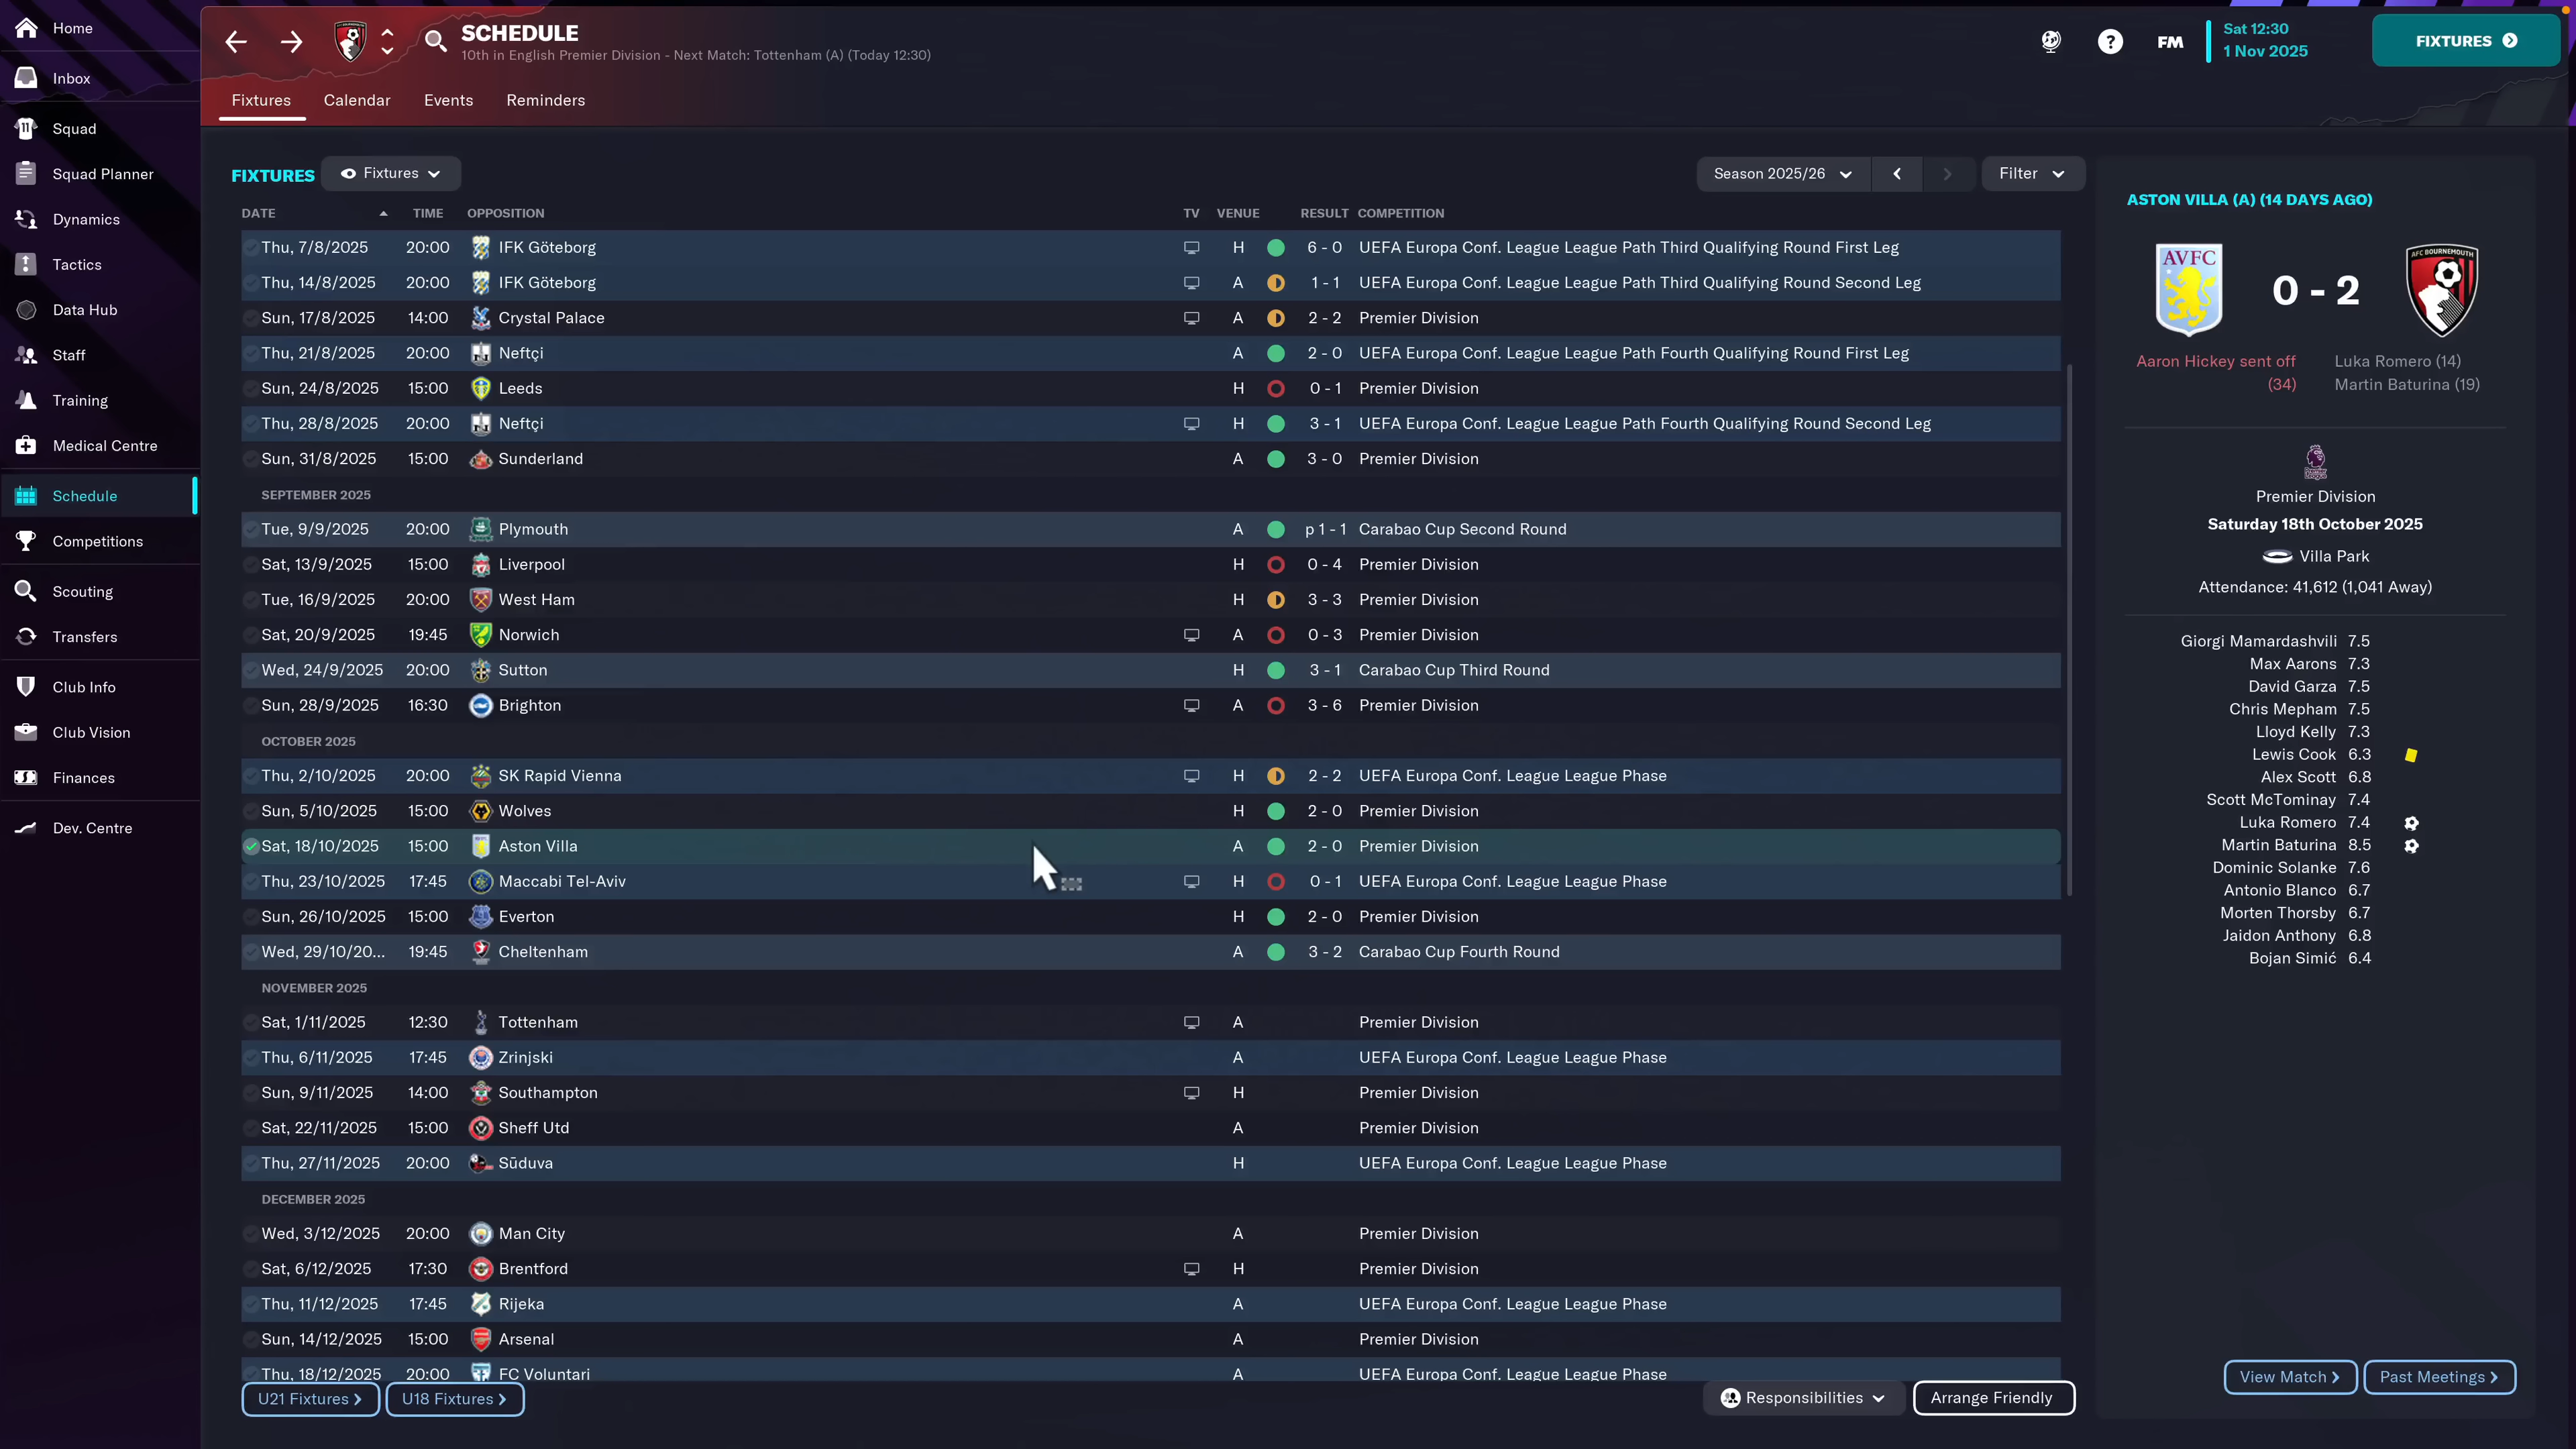 Home
Inbox
Squad
Squad Planner
Dynamics
Tactics
Data Hub
Staff
Training
Medical Centre
Schedule
Competitions
Scouting
Transfers
Club Info
Club Vision
Finances
Dev. Centre
SCHEDULE
10th in English Premier Division - Next Match: Tottenham (A) (Today 12:30)
FM
Sat 12:30
1 Nov 2025
FIXTURES
Fixtures Calendar Events Reminders
FIXTURES Fixtures Season 2025/26 Filter
DATE TIME OPPOSITION TV VENUE RESULT COMPETITION
Thu, 7/8/2025 20:00 IFK Göteborg H 6 - 0 UEFA Europa Conf. League League Path Third Qualifying Round First Leg
Thu, 14/8/2025 20:00 IFK Göteborg A 1 - 1 UEFA Europa Conf. League League Path Third Qualifying Round Second Leg
Sun, 17/8/2025 14:00 Crystal Palace A 2 - 2 Premier Division
Thu, 21/8/2025 20:00 Neftçi A 2 - 0 UEFA Europa Conf. League League Path Fourth Qualifying Round First Leg
Sun, 24/8/2025 15:00 Leeds H 0 - 1 Premier Division
Thu, 28/8/2025 20:00 Neftçi H 3 - 1 UEFA Europa Conf. League League Path Fourth Qualifying Round Second Leg
Sun, 31/8/2025 15:00 Sunderland A 3 - 0 Premier Division
SEPTEMBER 2025
Tue, 9/9/2025 20:00 Plymouth A p 1 - 1 Carabao Cup Second Round
Sat, 13/9/2025 15:00 Liverpool H 0 - 4 Premier Division
Tue, 16/9/2025 20:00 West Ham H 3 - 3 Premier Division
Sat, 20/9/2025 19:45 Norwich A 0 - 3 Premier Division
Wed, 24/9/2025 20:00 Sutton H 3 - 1 Carabao Cup Third Round
Sun, 28/9/2025 16:30 Brighton A 3 - 6 Premier Division
OCTOBER 2025
Thu, 2/10/2025 20:00 SK Rapid Vienna H 2 - 2 UEFA Europa Conf. League League Phase
Sun, 5/10/2025 15:00 Wolves H 2 - 0 Premier Division
Sat, 18/10/2025 15:00 Aston Villa A 2 - 0 Premier Division
Thu, 23/10/2025 17:45 Maccabi Tel-Aviv H 0 - 1 UEFA Europa Conf. League League Phase
Sun, 26/10/2025 15:00 Everton H 2 - 0 Premier Division
Wed, 29/10/20... 19:45 Cheltenham A 3 - 2 Carabao Cup Fourth Round
NOVEMBER 2025
Sat, 1/11/2025 12:30 Tottenham A Premier Division
Thu, 6/11/2025 17:45 Zrinjski A UEFA Europa Conf. League League Phase
Sun, 9/11/2025 14:00 Southampton H Premier Division
Sat, 22/11/2025 15:00 Sheff Utd A Premier Division
Thu, 27/11/2025 20:00 Sūduva H UEFA Europa Conf. League League Phase
DECEMBER 2025
Wed, 3/12/2025 20:00 Man City A Premier Division
Sat, 6/12/2025 17:30 Brentford H Premier Division
Thu, 11/12/2025 17:45 Rijeka A UEFA Europa Conf. League League Phase
Sun, 14/12/2025 15:00 Arsenal A Premier Division
Thu, 18/12/2025 20:00 FC Voluntari A UEFA Europa Conf. League League Phase
U21 Fixtures U18 Fixtures Responsibilities Arrange Friendly
ASTON VILLA (A) (14 DAYS AGO)
AVFC
0 - 2
AFC BOURNEMOUTH
Aaron Hickey sent off
(34)
Luka Romero (14)
Martin Baturina (19)
Premier Division
Saturday 18th October 2025
Villa Park
Attendance: 41,612 (1,041 Away)
Giorgi Mamardashvili 7.5
Max Aarons 7.3
David Garza 7.5
Chris Mepham 7.5
Lloyd Kelly 7.3
Lewis Cook 6.3
Alex Scott 6.8
Scott McTominay 7.4
Luka Romero 7.4
Martin Baturina 8.5
Dominic Solanke 7.6
Antonio Blanco 6.7
Morten Thorsby 6.7
Jaidon Anthony 6.8
Bojan Simić 6.4
View Match Past Meetings